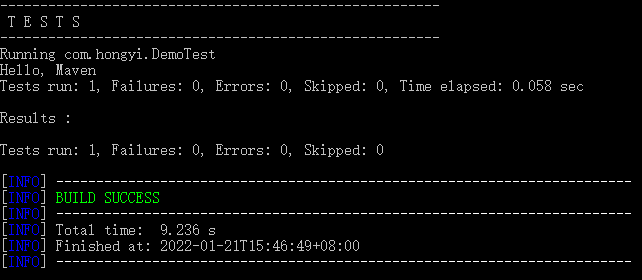 -------------------------------------------------------
 T E S T S
-------------------------------------------------------
Running com.hongyi.DemoTest
Hello, Maven
Tests run: 1, Failures: 0, Errors: 0, Skipped: 0, Time elapsed: 0.058 sec

Results :

Tests run: 1, Failures: 0, Errors: 0, Skipped: 0

[INFO] ------------------------------------------------------------------------
[INFO] BUILD SUCCESS
[INFO] ------------------------------------------------------------------------
[INFO] Total time:  9.236 s
[INFO] Finished at: 2022-01-21T15:46:49+08:00
[INFO] ------------------------------------------------------------------------